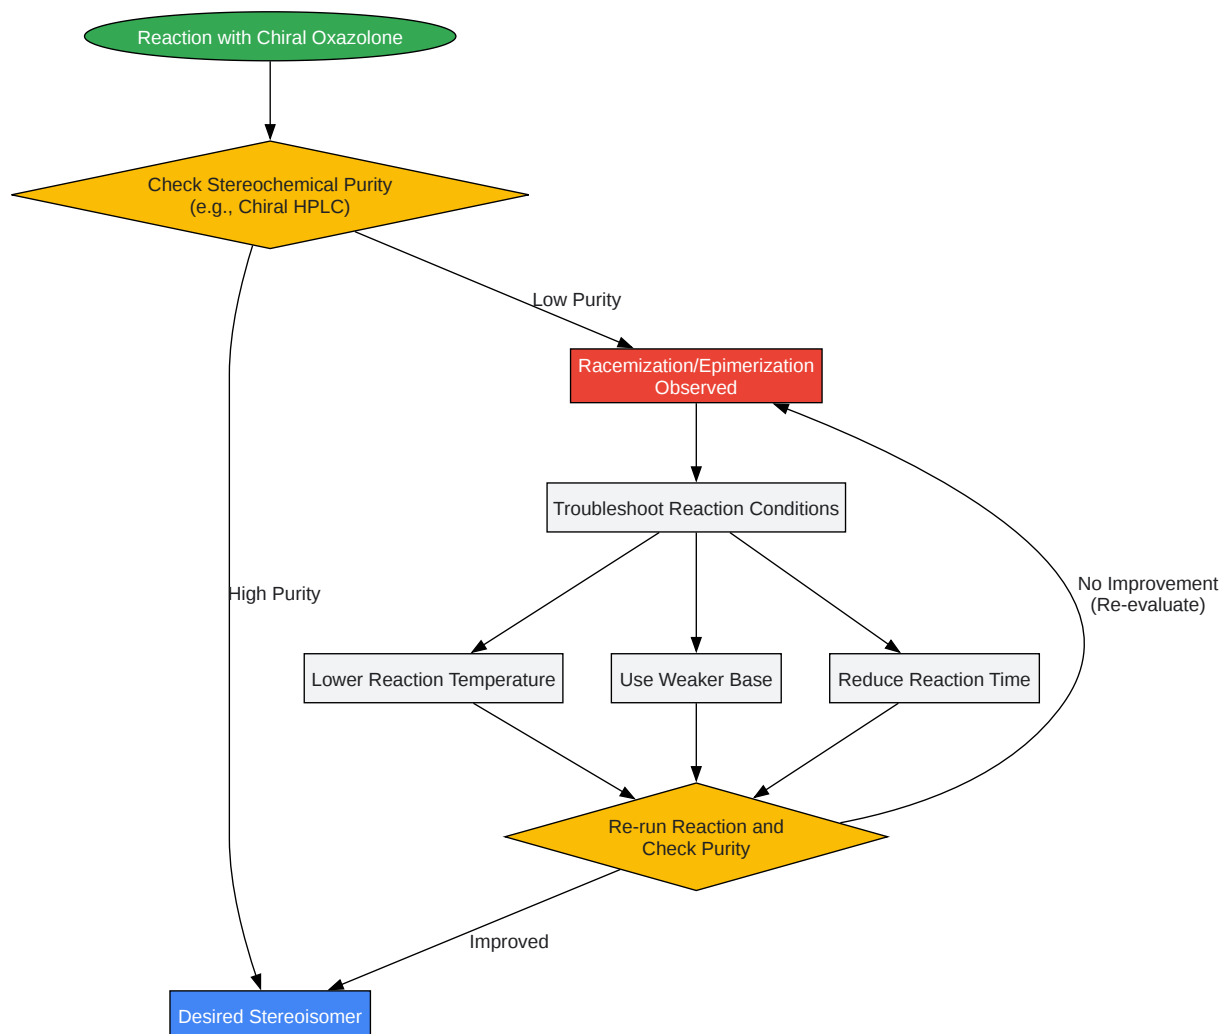 Reaction with Chiral Oxazolone
Check Stereochemical Purity
(e.g., Chiral HPLC)
Low Purity
Racemization/Epimerization
Observed
Troubleshoot Reaction Conditions
High Purity
No Improvement
(Re-evaluate)
Lower Reaction Temperature
Use Weaker Base
Reduce Reaction Time
Re-run Reaction and
Check Purity
Improved
Desired Stereoisomer